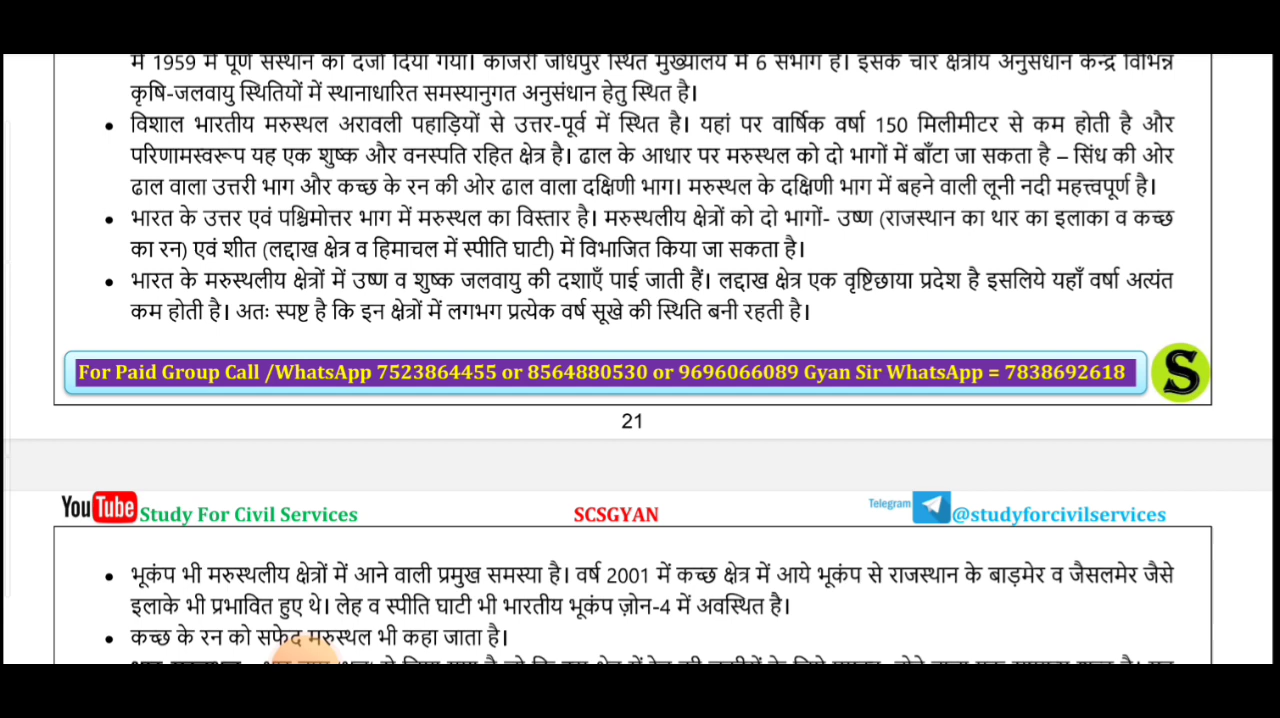 में 1959 में पूर्ण संस्थान का दर्जा दिया गया। काजरी जोधपुर स्थित मुख्यालय में 6 संभाग है। इसके चार क्षेत्रीय अनुसंधान केन्द्र विभिन्न
कृषि-जलवायु स्थितियों में स्थानाधारित समस्यानुगत अनुसंधान हेतु स्थित है।
• विशाल भारतीय मरुस्थल अरावली पहाड़ियों से उत्तर-पूर्व में स्थित है। यहां पर वार्षिक वर्षा 150 मिलीमीटर से कम होती है और
परिणामस्वरूप यह एक शुष्क और वनस्पति रहित क्षेत्र है। ढाल के आधार पर मरुस्थल को दो भागों में बाँटा जा सकता है – सिंध की ओर
ढाल वाला उत्तरी भाग और कच्छ के रन की ओर ढाल वाला दक्षिणी भाग। मरुस्थल के दक्षिणी भाग में बहने वाली लूनी नदी महत्त्वपूर्ण है।
• भारत के उत्तर एवं पश्चिमोत्तर भाग में मरुस्थल का विस्तार है। मरुस्थलीय क्षेत्रों को दो भागों- उष्ण (राजस्थान का थार का इलाका व कच्छ
का रन) एवं शीत (लद्दाख क्षेत्र व हिमाचल में स्पीति घाटी) में विभाजित किया जा सकता है।
• भारत के मरुस्थलीय क्षेत्रों में उष्ण व शुष्क जलवायु की दशाएँ पाई जाती हैं। लद्दाख क्षेत्र एक वृष्टिछाया प्रदेश है इसलिये यहाँ वर्षा अत्यंत
कम होती है। अतः स्पष्ट है कि इन क्षेत्रों में लगभग प्रत्येक वर्ष सूखे की स्थिति बनी रहती है।
For Paid Group Call /WhatsApp 7523864455 or 8564880530 or 9696066089 Gyan Sir WhatsApp = 7838692618
S
21
YouTube Study For Civil Services SCSGYAN Telegram @studyforcivilservices
• भूकंप भी मरुस्थलीय क्षेत्रों में आने वाली प्रमुख समस्या है। वर्ष 2001 में कच्छ क्षेत्र में आये भूकंप से राजस्थान के बाड़मेर व जैसलमेर जैसे
इलाके भी प्रभावित हुए थे। लेह व स्पीति घाटी भी भारतीय भूकंप ज़ोन-4 में अवस्थित है।
• कच्छ के रन को सफेद मरुस्थल भी कहा जाता है।